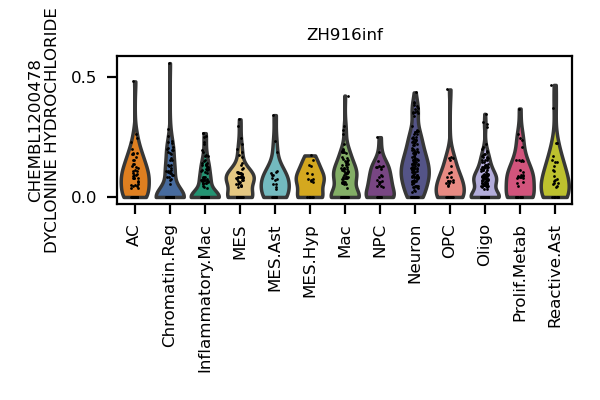 ZH916inf
CHEMBL1200478
DYCLONINE HYDROCHLORIDE
0.5
0.0
AC
Chromatin.Reg
Inflammatory.Mac
MES
MES.Ast
MES.Hyp
Mac
NPC
Neuron
OPC
Oligo
Prolif.Metab
Reactive.Ast